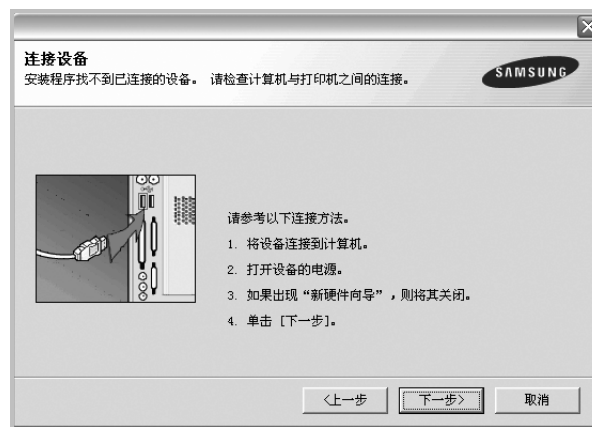 连接设备
安装程序找不到已连接的设备。 请检查计算机与打印机之间的连接。
SAMSUNG
请参考以下连接方法。
1. 将设备连接到计算机。
2. 打开设备的电源。
3. 如果出现“新硬件向导”，则将其关闭。
4. 单击 [下一步]。
<上一步
下一步>
取消